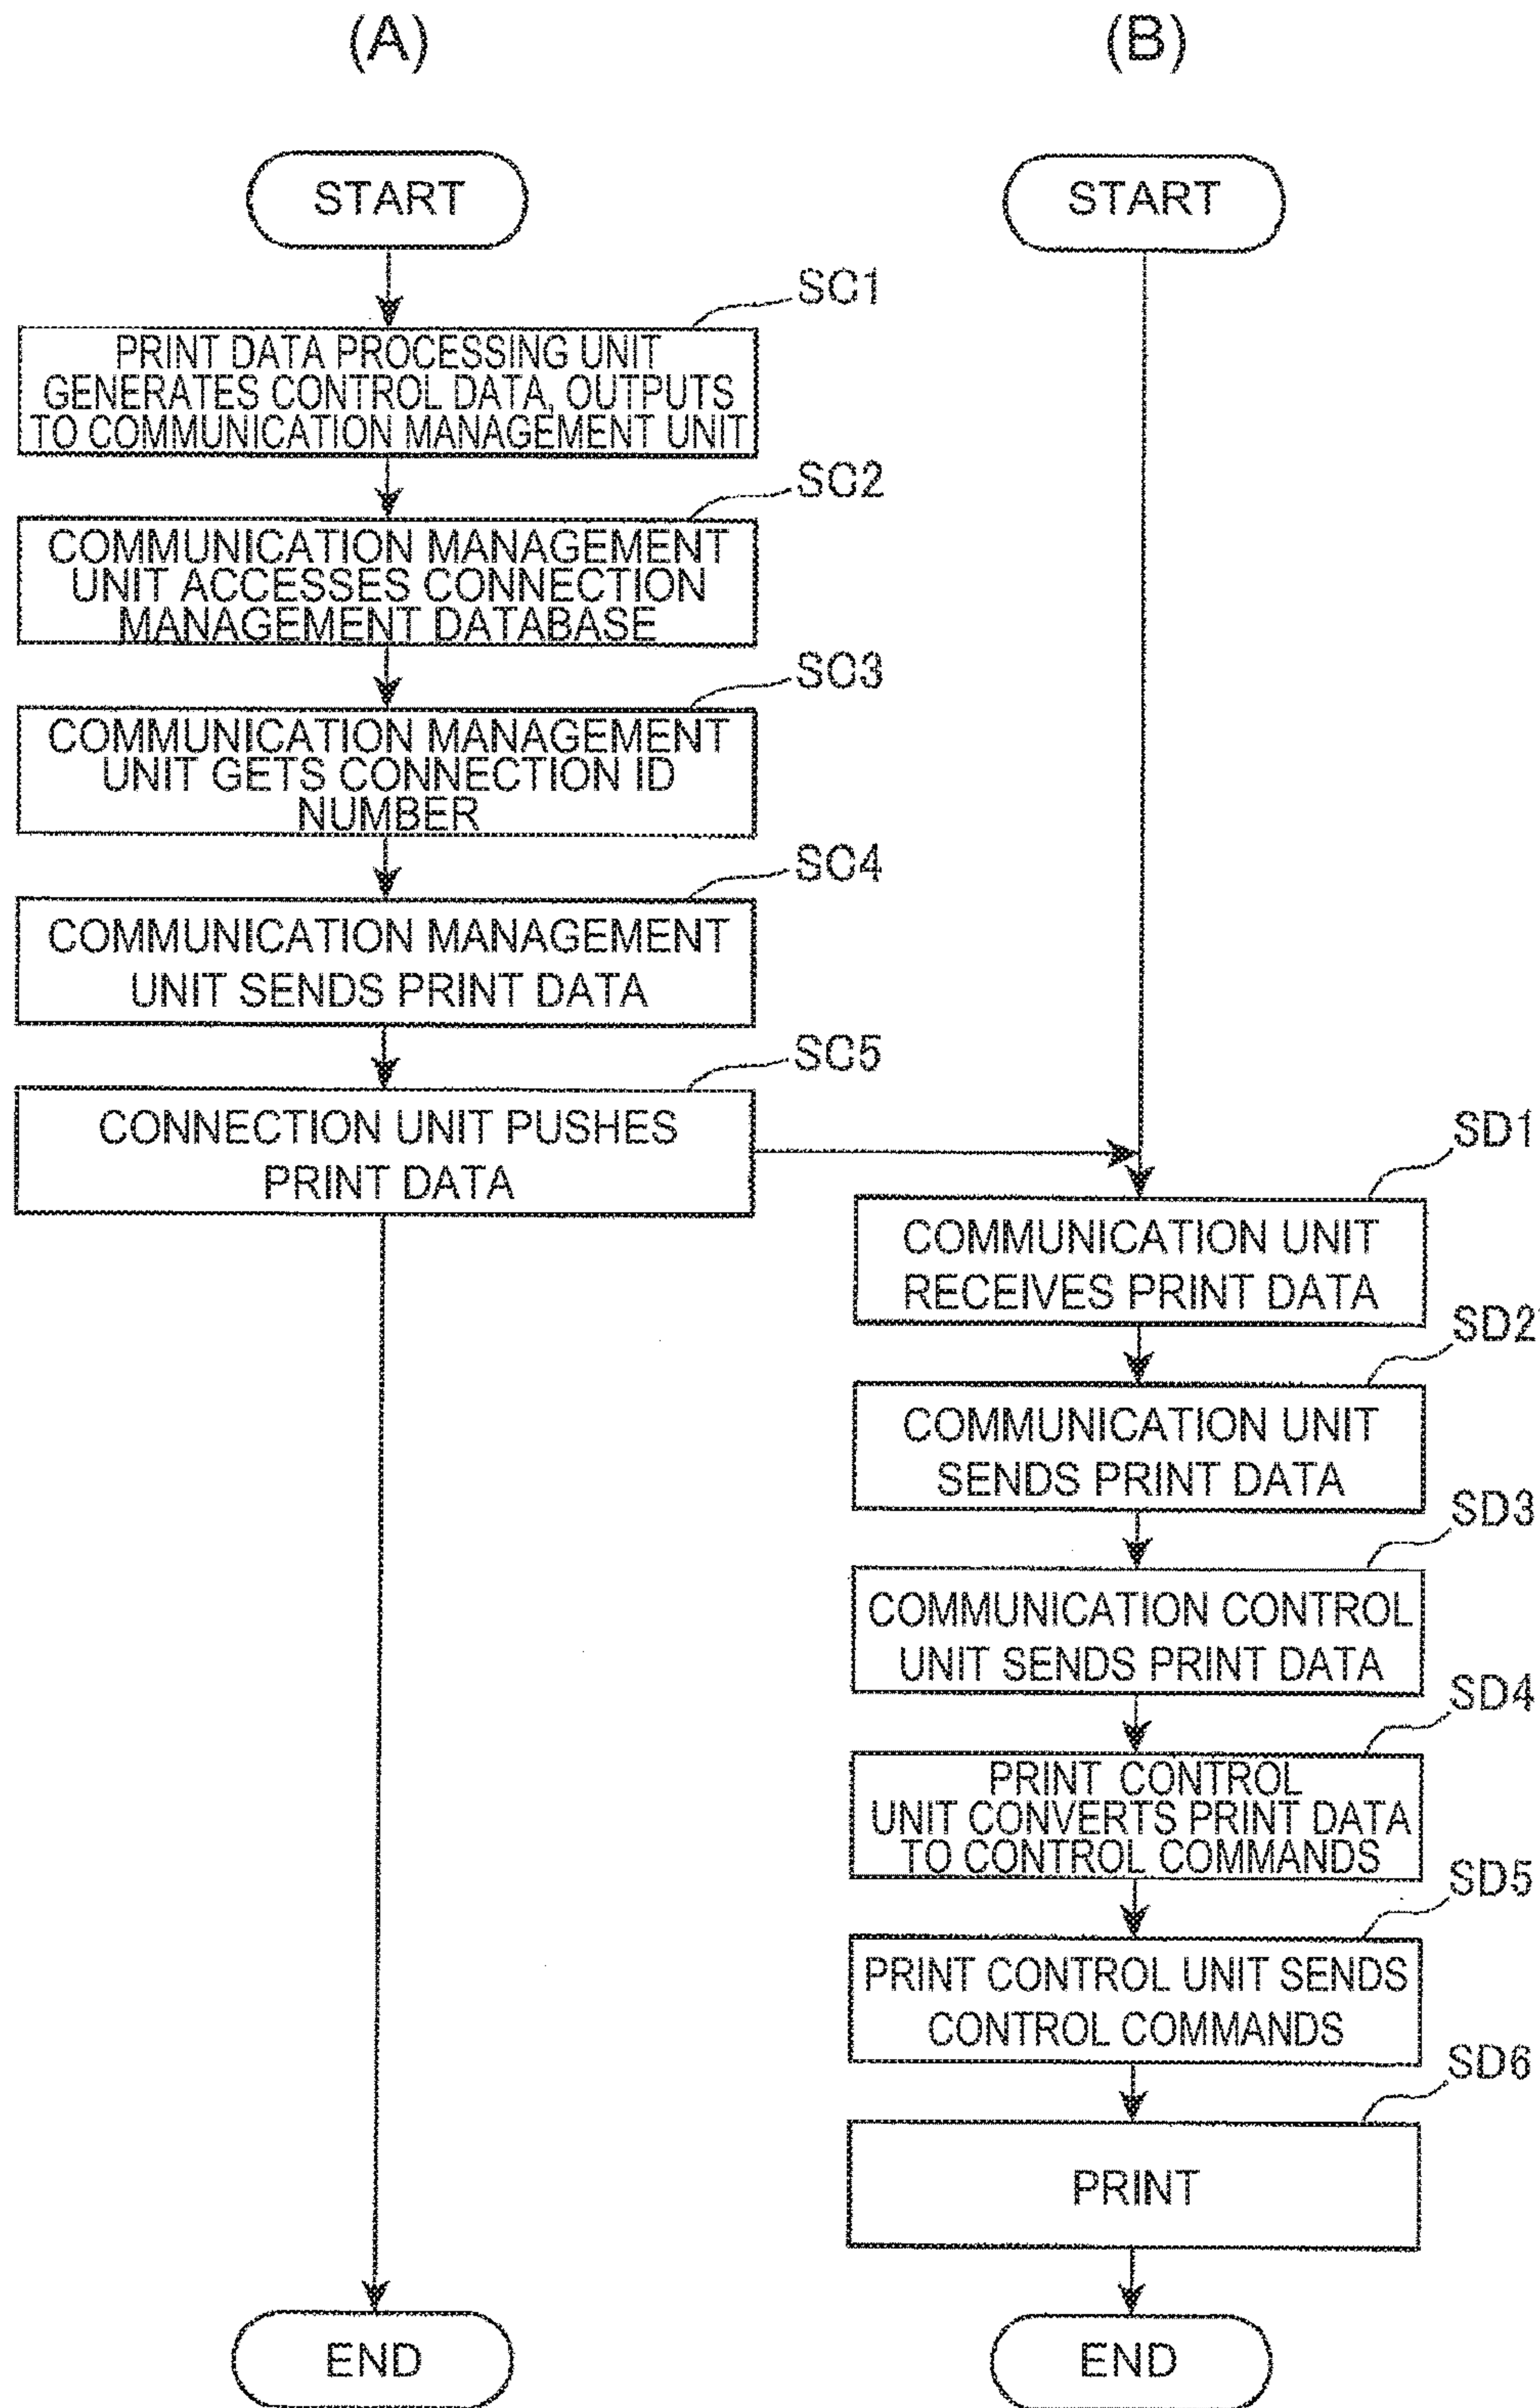 (A)
START
SC1
PRINT DATA PROCESSING UNIT
GENERATES CONTROL DATA, OUTPUTS
TO COMMUNICATION MANAGEMENT UNIT
SC2
COMMUNICATION MANAGEMENT
UNIT ACCESSES CONNECTION
MANAGEMENT DATABASE
SC3
COMMUNICATION MANAGEMENT
UNIT GETS CONNECTION ID
NUMBER
SC4
COMMUNICATION MANAGEMENT
UNIT SENDS PRINT DATA
SC5
CONNECTION UNIT PUSHES
PRINT DATA
END
(B)
START
SD1
COMMUNICATION UNIT
RECEIVES PRINT DATA
SD2
COMMUNICATION UNIT
SENDS PRINT DATA
SD3
COMMUNICATION CONTROL
UNIT SENDS PRINT DATA
SD4
PRINT CONTROL
UNIT CONVERTS PRINT DATA
TO CONTROL COMMANDS
SD5
PRINT CONTROL UNIT SENDS
CONTROL COMMANDS
SD6
PRINT
END